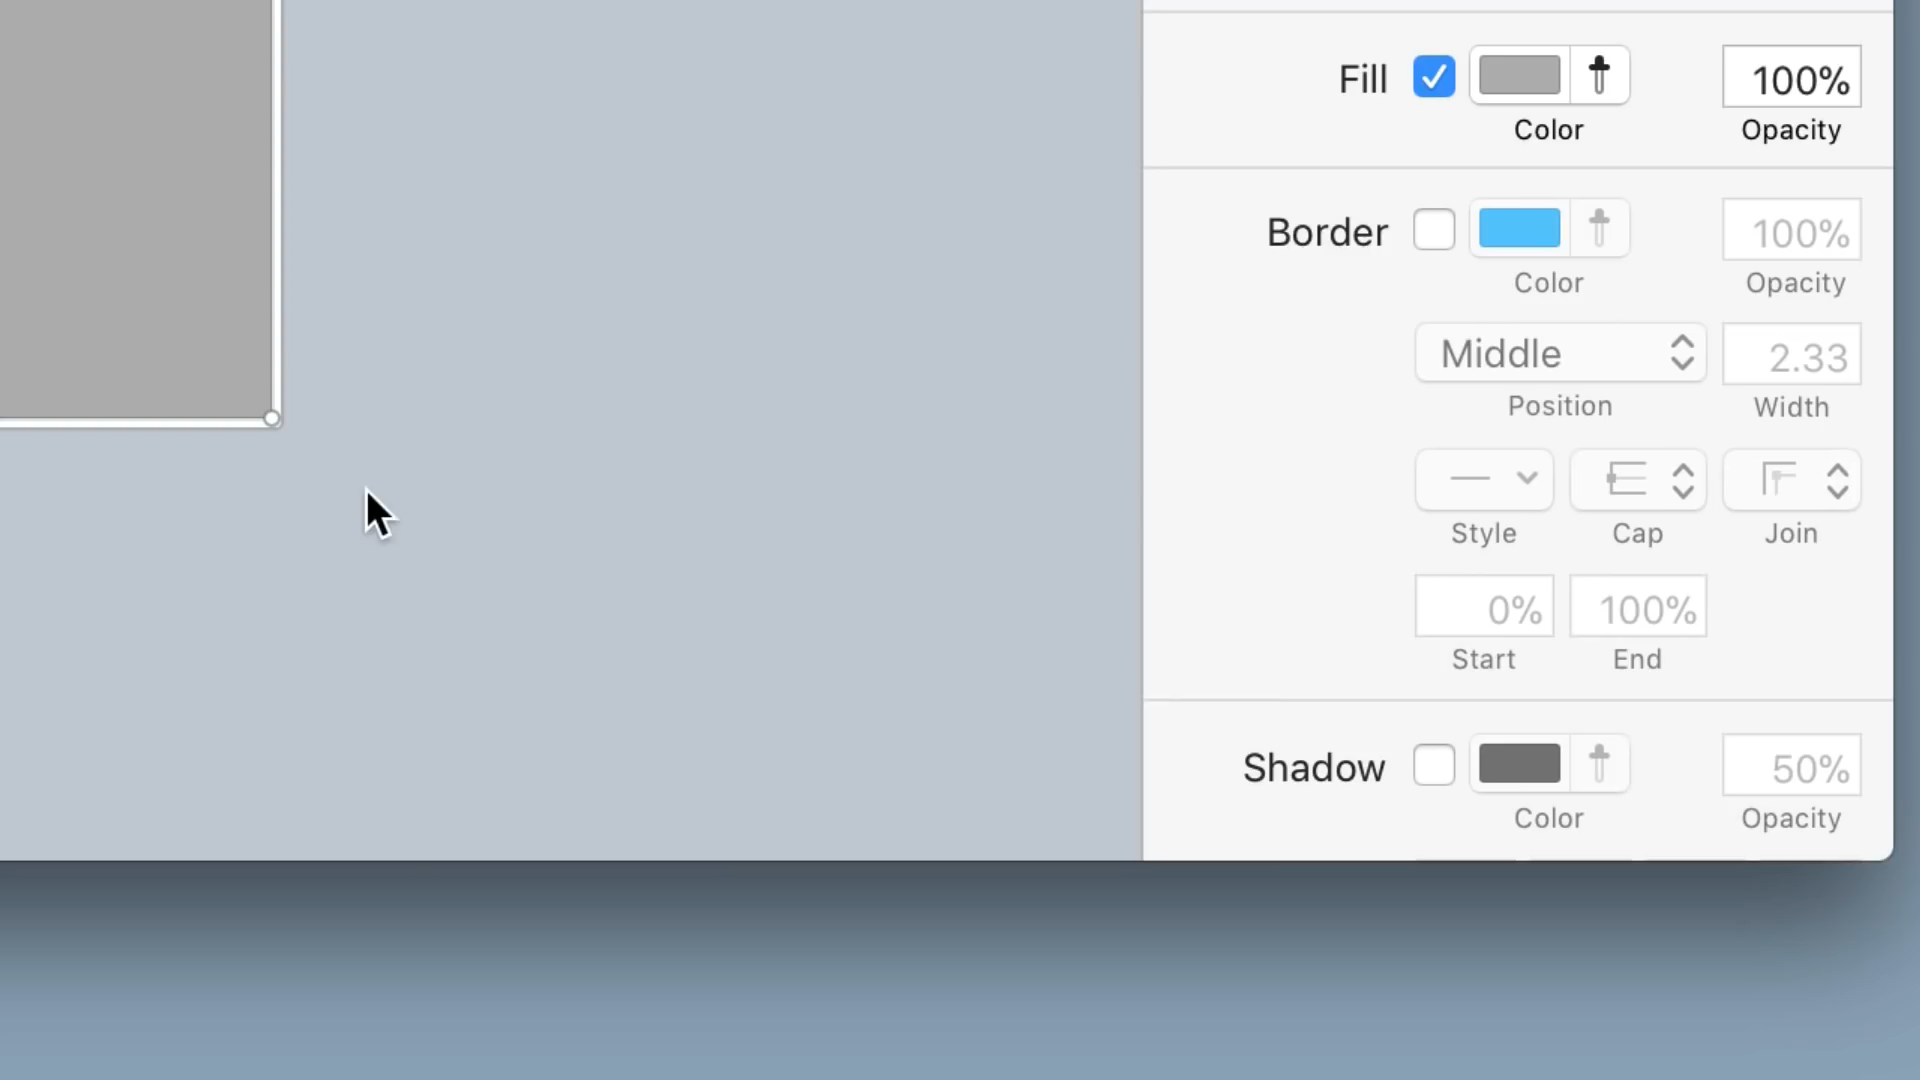 Fill 100%
Color Opacity
Border 100%
Color Opacity
Middle 2.33
Position Width
Style Cap Join
0% 100%
Start End
Shadow 50%
Color Opacity